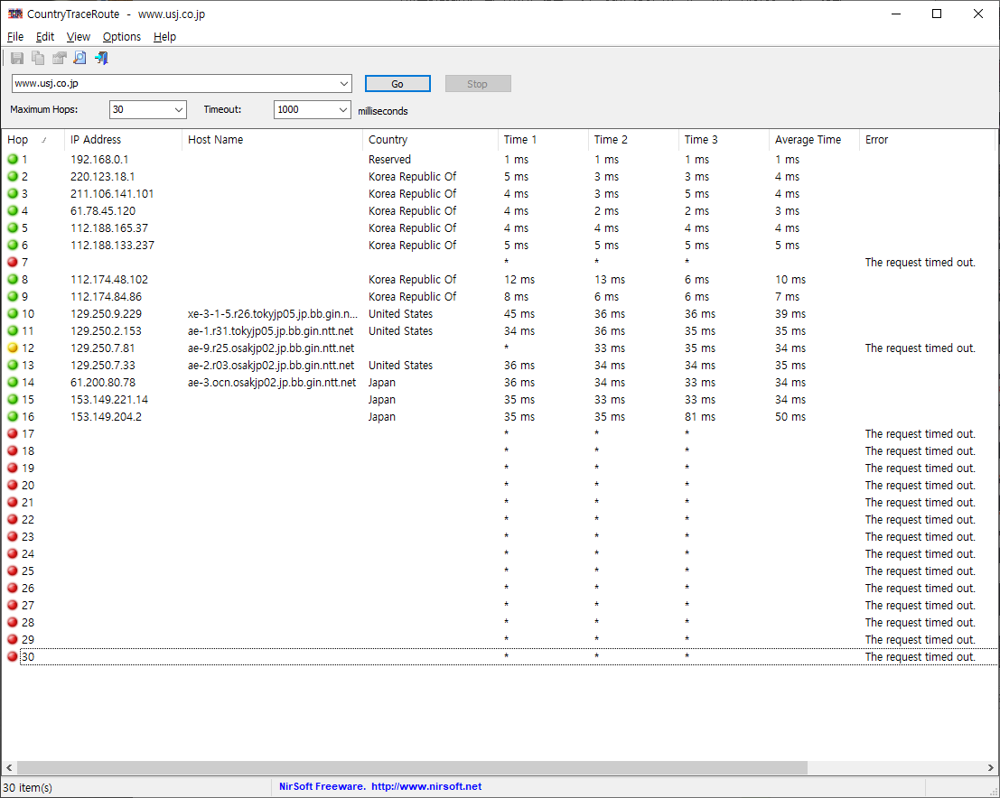 CountryTraceRoute - www.usj.co.jp
File Edit View Options Help
www.usj.co.jp Go Stop
Maximum Hops: 30 Timeout: 1000 milliseconds
Hop / IP Address Host Name Country Time 1 Time 2 Time 3 Average Time Error
1 192.168.0.1 Reserved 1 ms 1 ms 1 ms 1 ms
2 220.123.18.1 Korea Republic Of 5 ms 3 ms 3 ms 4 ms
3 211.106.141.101 Korea Republic Of 4 ms 3 ms 5 ms 4 ms
4 61.78.45.120 Korea Republic Of 4 ms 2 ms 2 ms 3 ms
5 112.188.165.37 Korea Republic Of 4 ms 4 ms 4 ms 4 ms
6 112.188.133.237 Korea Republic Of 5 ms 5 ms 5 ms 5 ms
7 * * * The request timed out.
8 112.174.48.102 Korea Republic Of 12 ms 13 ms 6 ms 10 ms
9 112.174.84.86 Korea Republic Of 8 ms 6 ms 6 ms 7 ms
10 129.250.9.229 xe-3-1-5.r26.tokyjp05.jp.bb.gin.n... United States 45 ms 36 ms 36 ms 39 ms
11 129.250.2.153 ae-1.r31.tokyjp05.jp.bb.gin.ntt.net United States 34 ms 36 ms 35 ms 35 ms
12 129.250.7.81 ae-9.r25.osakjp02.jp.bb.gin.ntt.net * 33 ms 35 ms 34 ms The request timed out.
13 129.250.7.33 ae-2.r03.osakjp02.jp.bb.gin.ntt.net United States 36 ms 34 ms 34 ms 35 ms
14 61.200.80.78 ae-3.ocn.osakjp02.jp.bb.gin.ntt.net Japan 36 ms 34 ms 33 ms 34 ms
15 153.149.221.14 Japan 35 ms 33 ms 33 ms 34 ms
16 153.149.204.2 Japan 35 ms 35 ms 81 ms 50 ms
17 * * * The request timed out.
18 * * * The request timed out.
19 * * * The request timed out.
20 * * * The request timed out.
21 * * * The request timed out.
22 * * * The request timed out.
23 * * * The request timed out.
24 * * * The request timed out.
25 * * * The request timed out.
26 * * * The request timed out.
27 * * * The request timed out.
28 * * * The request timed out.
29 * * * The request timed out.
30 * * * The request timed out.
30 item(s) NirSoft Freeware. http://www.nirsoft.net